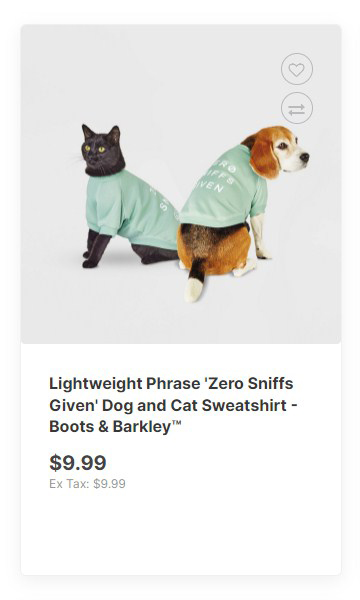 ZERO
SNIFFS
GIVEN
Lightweight Phrase 'Zero Sniffs
Given' Dog and Cat Sweatshirt -
Boots & Barkley™
$9.99
Ex Tax: $9.99